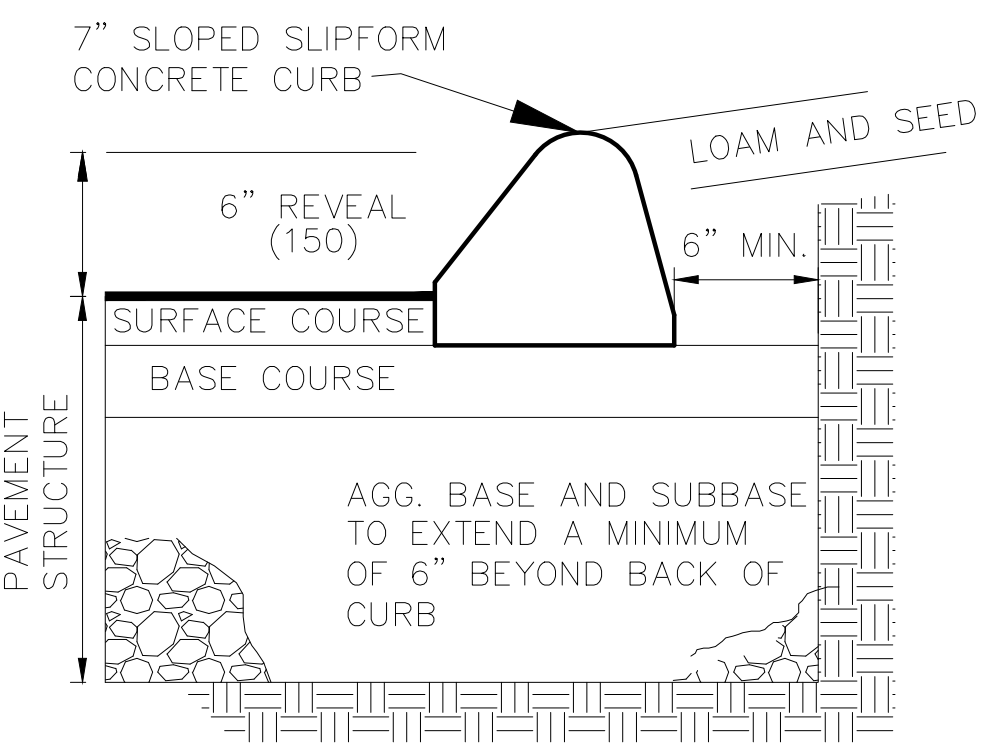 7” SLOPED SLIPFORM
CONCRETE CURB
LOAM AND SEED
6” REVEAL
(150)
6” MIN.
SURFACE COURSE
BASE COURSE
PAVEMENT
STRUCTURE
AGG. BASE AND SUBBASE
TO EXTEND A MINIMUM
OF 6” BEYOND BACK OF
CURB